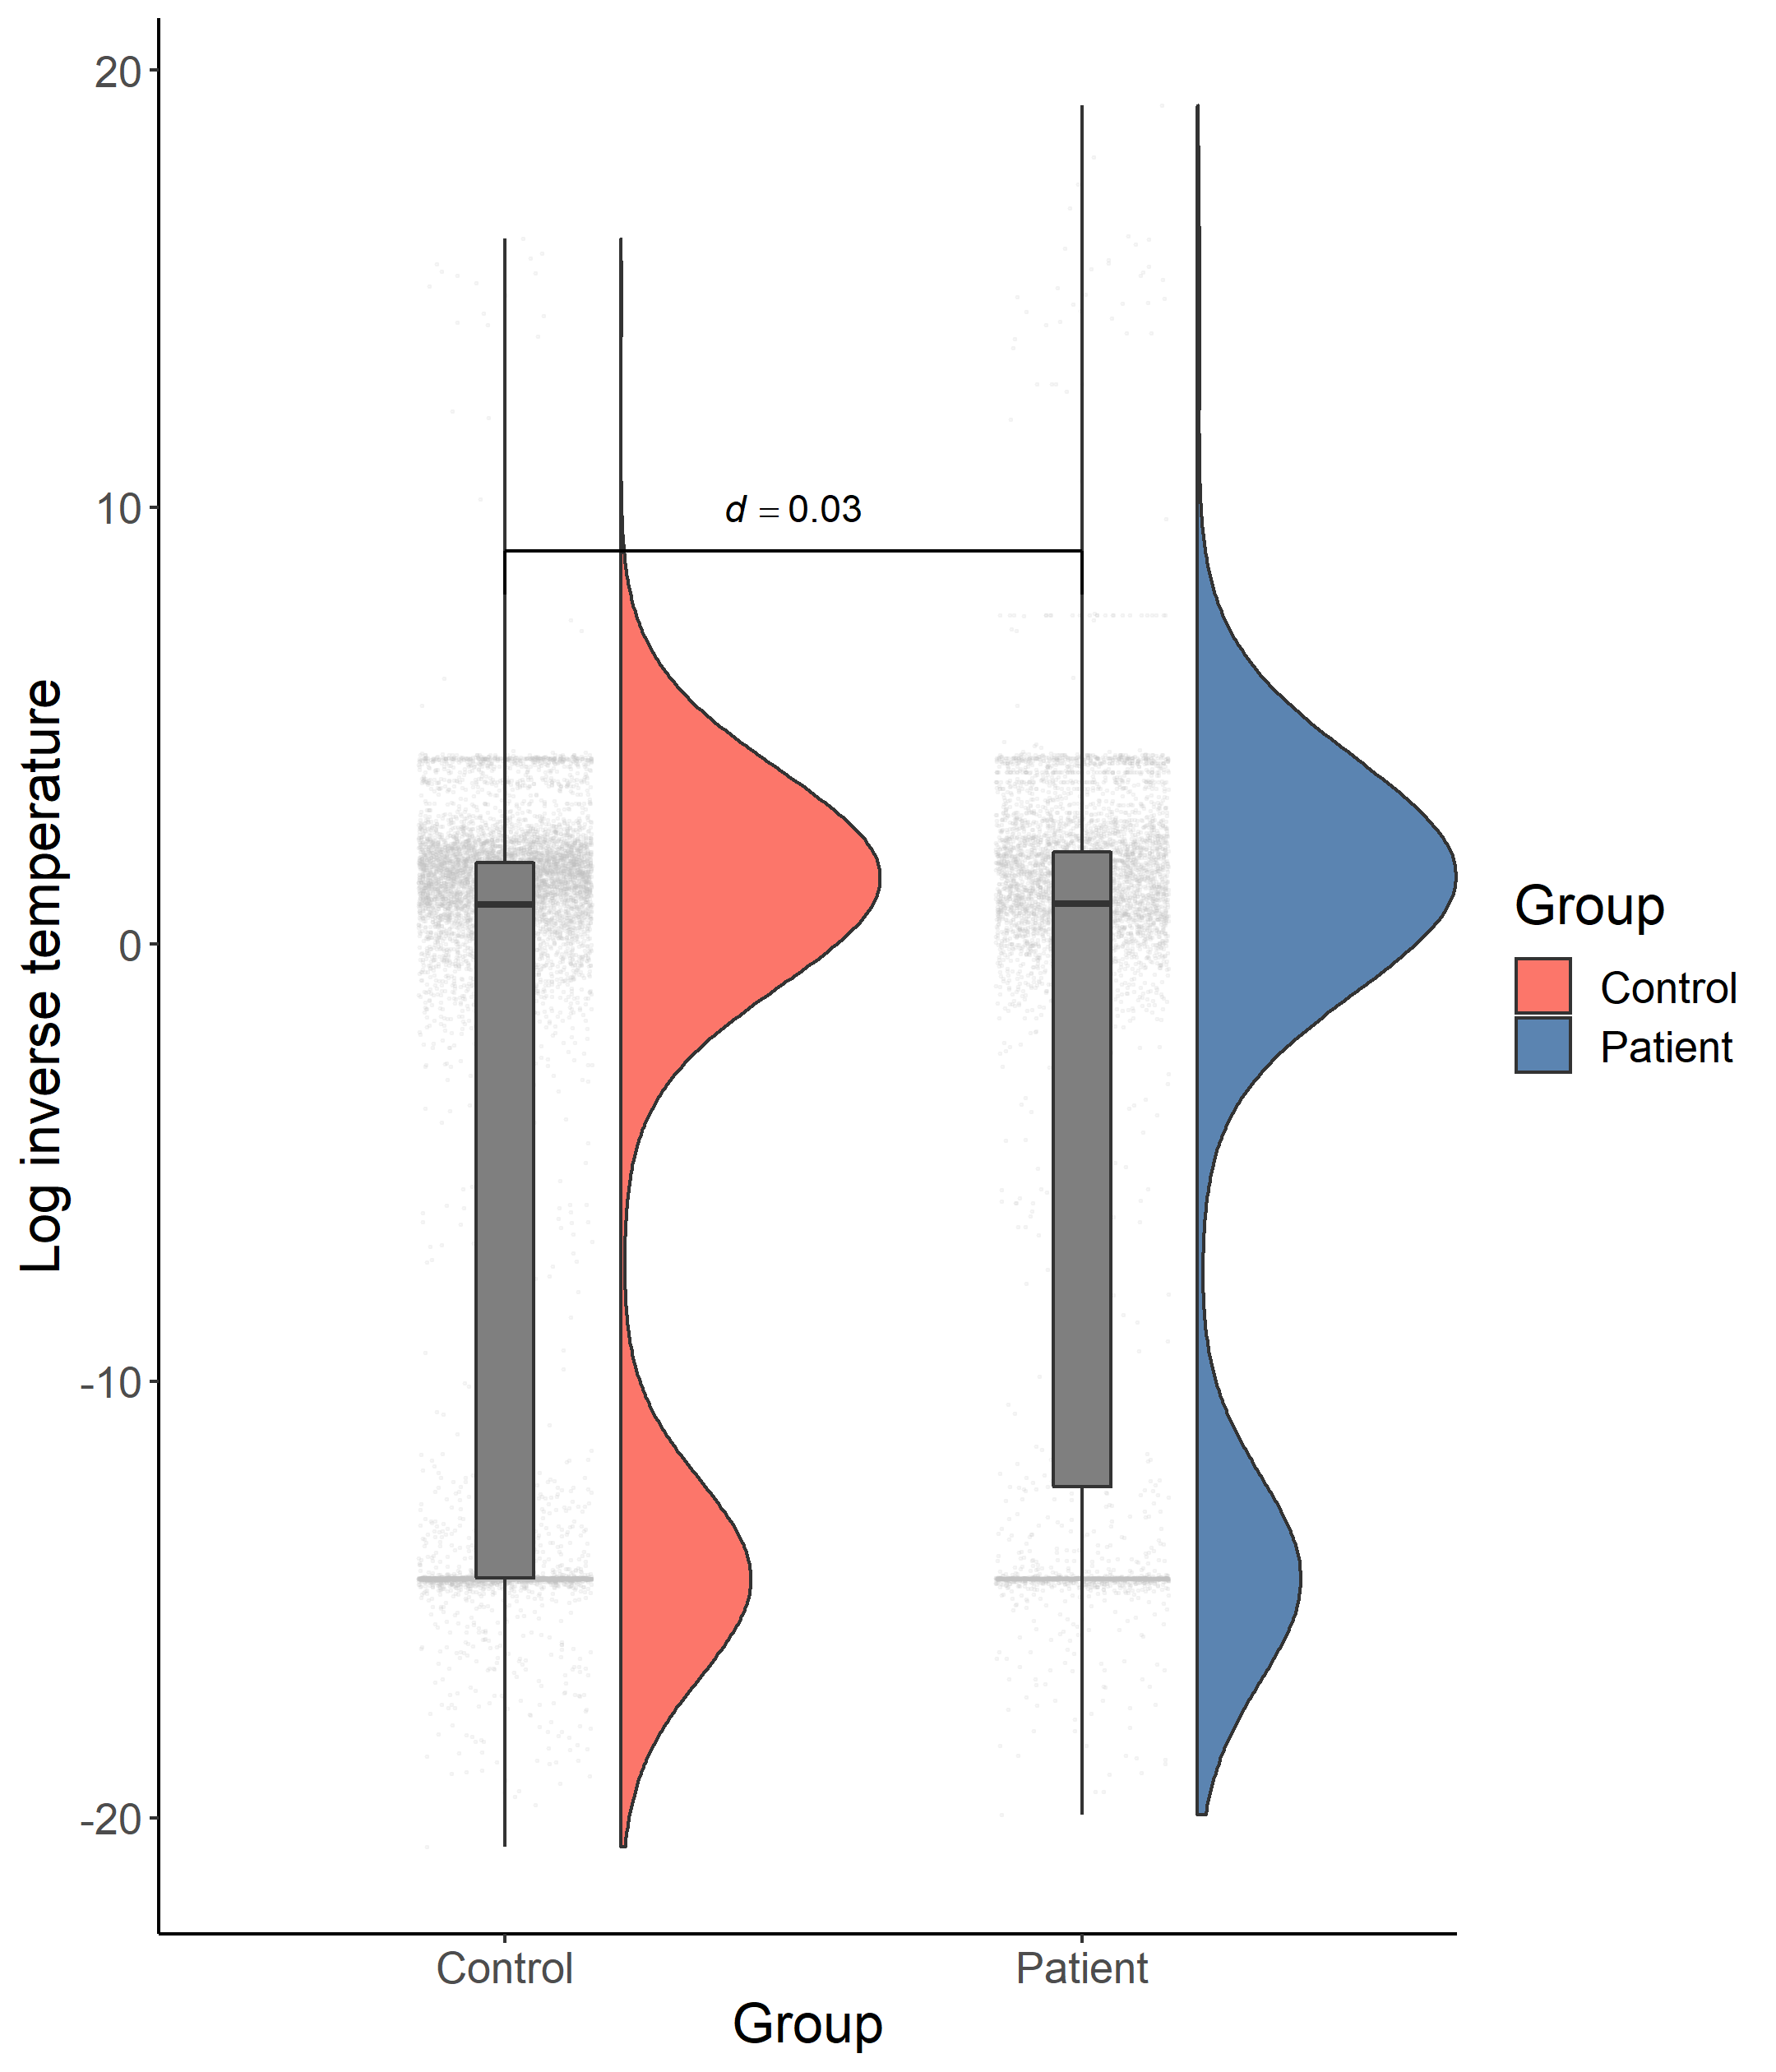 20
10
0
-10
-20
Log inverse temperature
d = 0.03
Control
Patient
Group
Group
Control
Patient